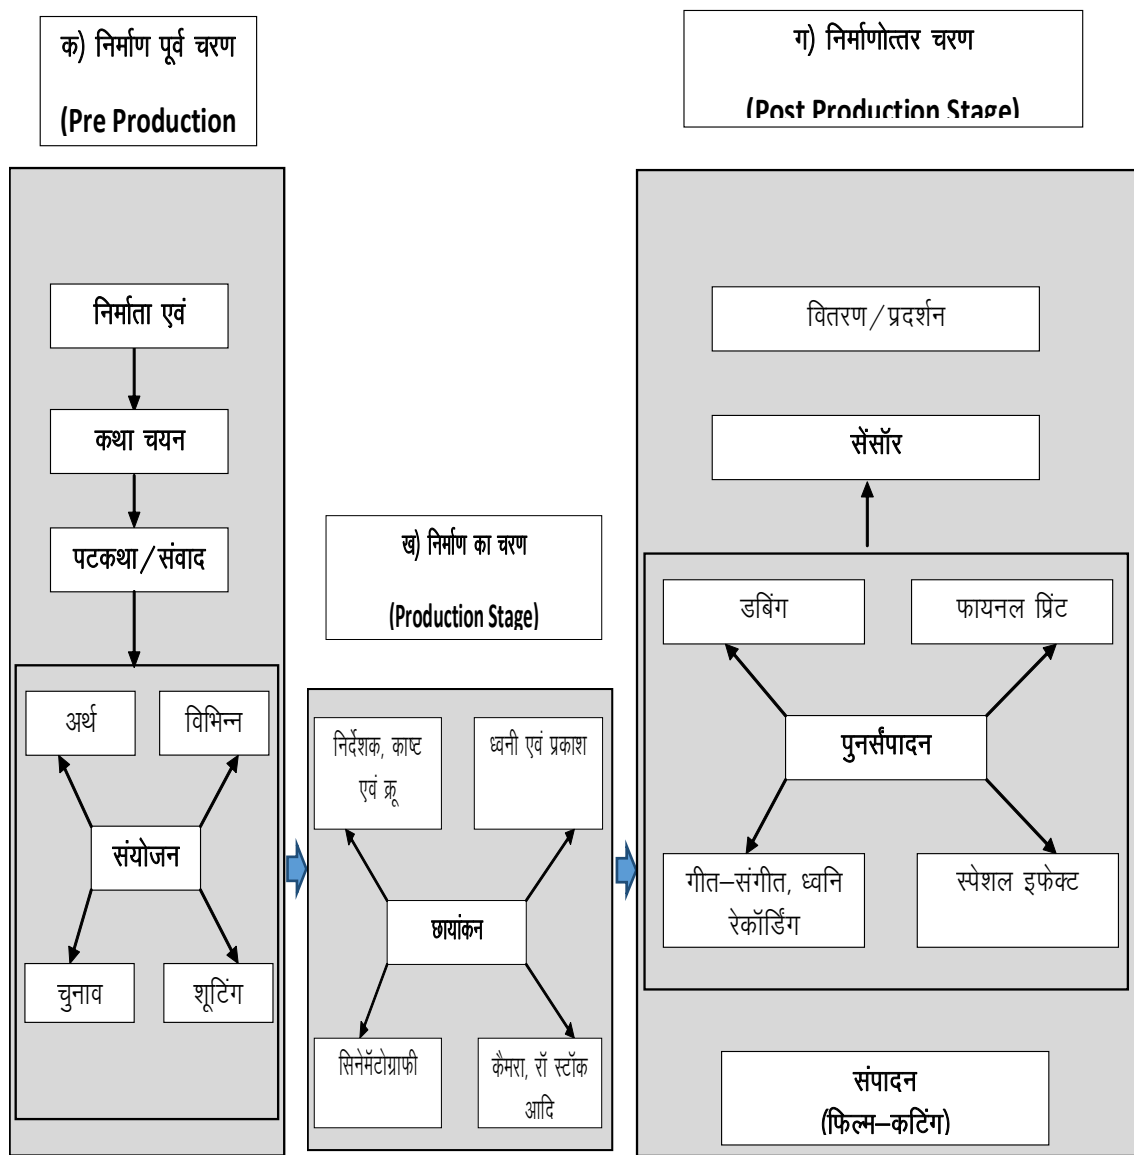 क) निर्माण पूर्व चरण
(Pre Production
निर्माता एवं
कथा चयन
पटकथा/संवाद
अर्थ
विभिन्न
संयोजन
चुनाव
शूटिंग
ख) निर्माण का चरण
(Production Stage)
निर्देशक, काष्ट
एवं क्रू
ध्वनी एवं प्रकाश
छायांकन
सिनेमॅटोग्राफी
कैमरा, रॉ स्टॉक
आदि
ग) निर्माणोत्तर चरण
(Post Production Stage)
वितरण/प्रदर्शन
सेंसॉर
डबिंग
फायनल प्रिंट
पुनर्संपादन
गीत–संगीत, ध्वनि
रेकॉर्डिंग
स्पेशल इफेक्ट
संपादन
(फिल्म–कटिंग)